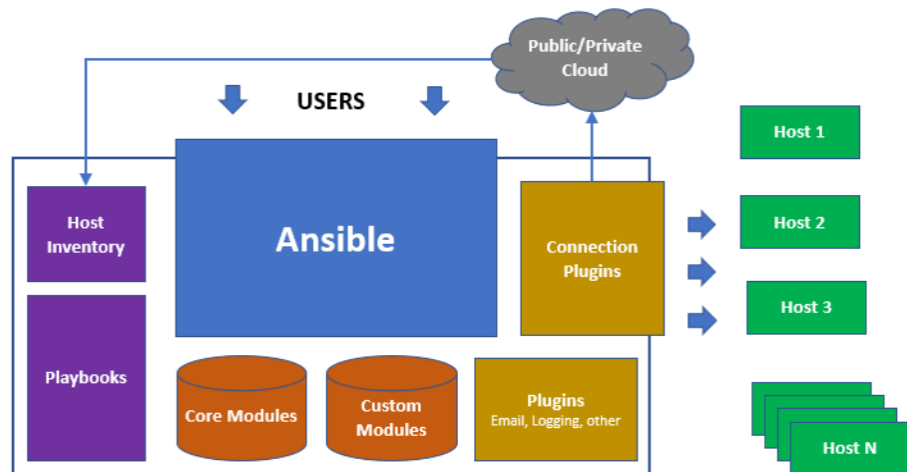 Public/Private
Cloud
USERS
Host 1
Ansible
Host
Inventory
Connection
Plugins
Host 2
Host 3
Playbooks
Core Modules
Custom
Modules
Plugins
Email, Logging, other
Host N